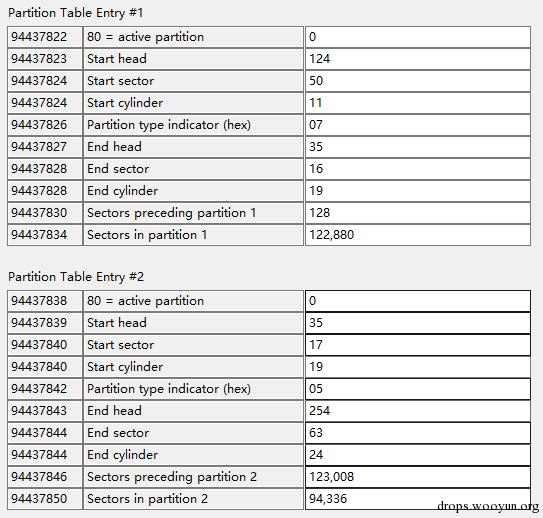 Partition Table Entry #1
94437822 80 = active partition 0
94437823 Start head 124
94437824 Start sector 50
94437824 Start cylinder 11
94437826 Partition type indicator (hex) 07
94437827 End head 35
94437828 End sector 16
94437828 End cylinder 19
94437830 Sectors preceding partition 1 128
94437834 Sectors in partition 1 122,880
Partition Table Entry #2
94437838 80 = active partition 0
94437839 Start head 35
94437840 Start sector 17
94437840 Start cylinder 19
94437842 Partition type indicator (hex) 05
94437843 End head 254
94437844 End sector 63
94437844 End cylinder 24
94437846 Sectors preceding partition 2 123,008
94437850 Sectors in partition 2 94,336
drops.wooyun.org